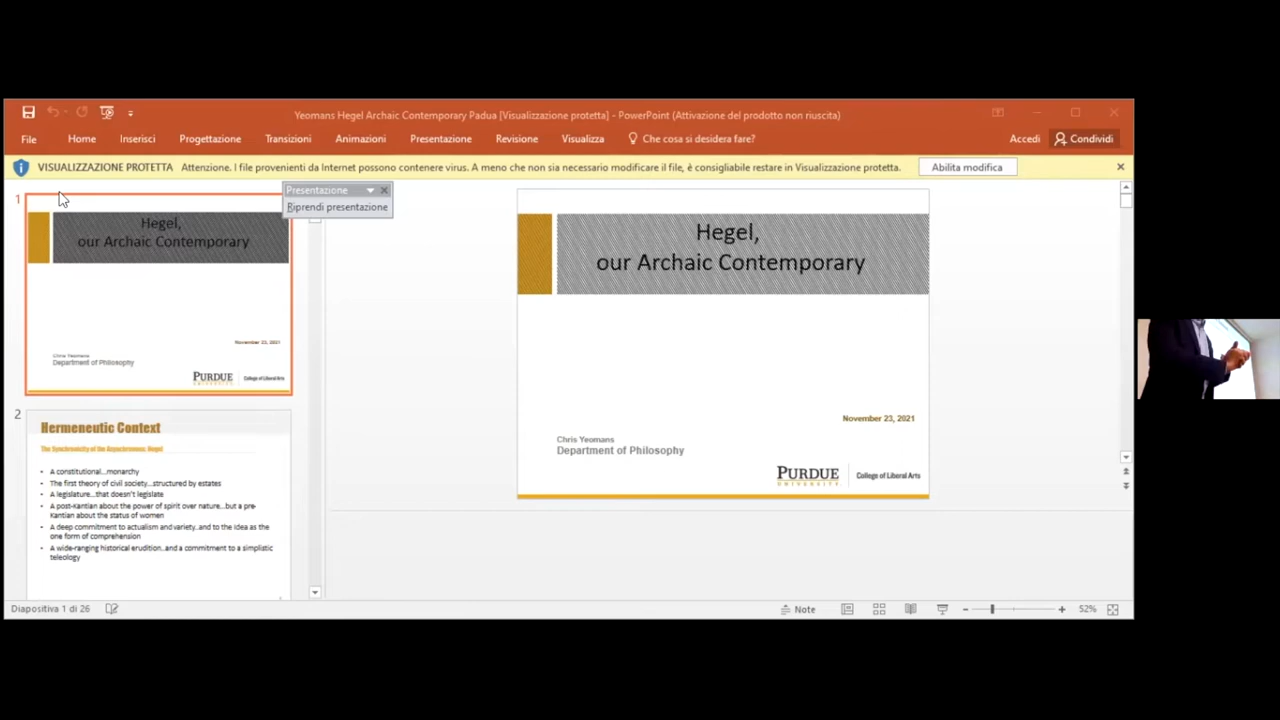 Yeomans Hegel Archaic Contemporary Padua [Visualizzazione protetta] - PowerPoint (Attivazione del prodotto non riuscita)
File Home Inserisci Progettazione Transizioni Animazioni Presentazione Revisione Visualizza Che cosa si desidera fare? Accedi Condividi
VISUALIZZAZIONE PROTETTA Attenzione. I file provenienti da Internet possono contenere virus. A meno che non sia necessario modificare il file, è consigliabile restare in Visualizzazione protetta. Abilita modifica
Presentazione
Riprendi presentazione
1
Hegel,
our Archaic Contemporary
November 23, 2021
Chris Yeomans
Department of Philosophy
PURDUE
UNIVERSITY
College of Liberal Arts
2
Hermeneutic Context
The Synchronicity of the Asynchronous: Hegel
• A constitutional...monarchy
• The first theory of civil society...structured by estates
• A legislature...that doesn't legislate
• A post-Kantian about the power of spirit over nature...but a pre-
Kantian about the status of women
• A deep commitment to actualism and variety...and to the Idea as the
one form of comprehension
• A wide-ranging historical erudition...and a commitment to a simplistic
teleology
Hegel,
our Archaic Contemporary
November 23, 2021
Chris Yeomans
Department of Philosophy
PURDUE
UNIVERSITY
College of Liberal Arts
Diapositiva 1 di 26
Note
52%